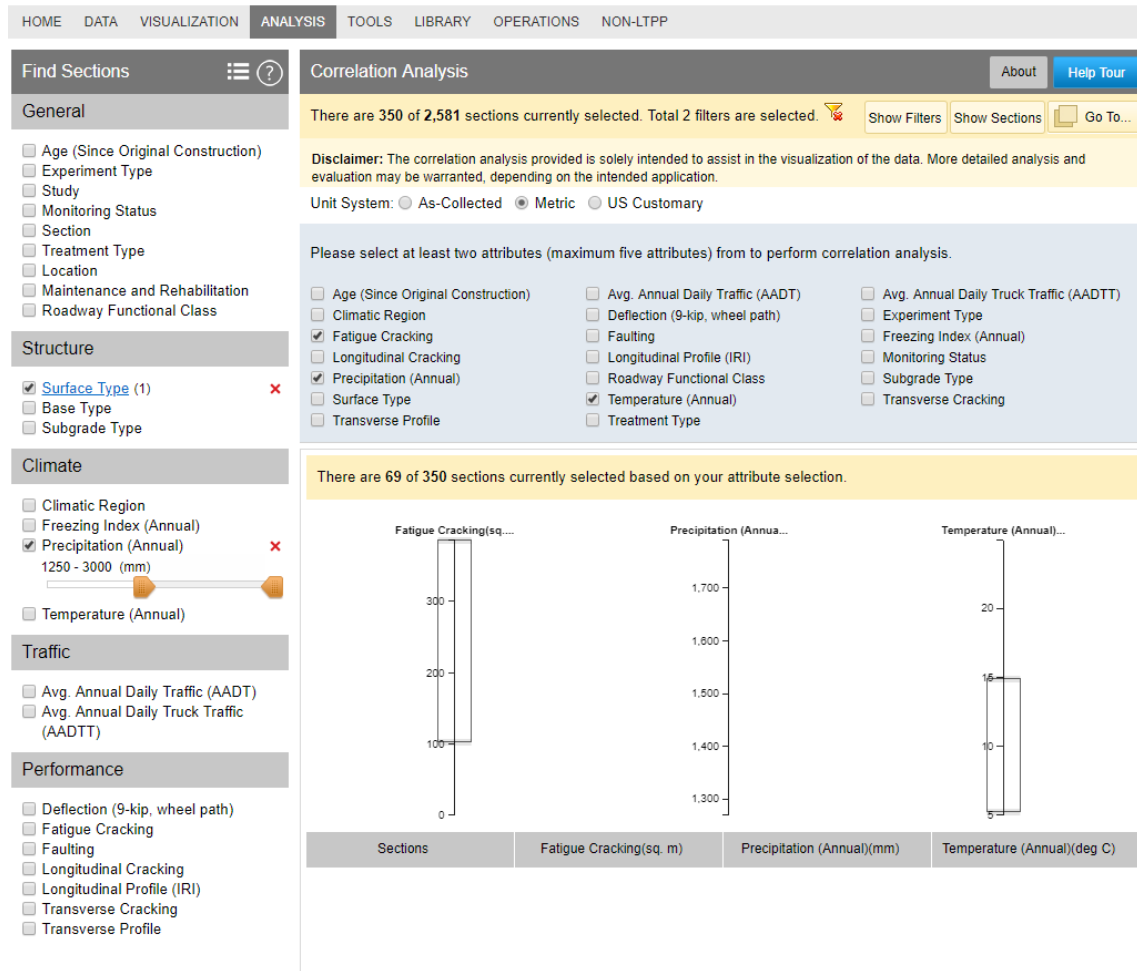 HOME DATA VISUALIZATION ANALYSIS TOOLS LIBRARY OPERATIONS NON-LTPP
Find Sections ?
General
Age (Since Original Construction)
Experiment Type
Study
Monitoring Status
Section
Treatment Type
Location
Maintenance and Rehabilitation
Roadway Functional Class
Structure
Surface Type (1)
Base Type
Subgrade Type
Climate
Climatic Region
Freezing Index (Annual)
Precipitation (Annual)
1250 - 3000 (mm)
Temperature (Annual)
Traffic
Avg. Annual Daily Traffic (AADT)
Avg. Annual Daily Truck Traffic
(AADTT)
Performance
Deflection (9-kip, wheel path)
Fatigue Cracking
Faulting
Longitudinal Cracking
Longitudinal Profile (IRI)
Transverse Cracking
Transverse Profile
Correlation Analysis About Help Tour
There are 350 of 2,581 sections currently selected. Total 2 filters are selected. Show Filters Show Sections Go To...
Disclaimer: The correlation analysis provided is solely intended to assist in the visualization of the data. More detailed analysis and
evaluation may be warranted, depending on the intended application.
Unit System: As-Collected Metric US Customary
Please select at least two attributes (maximum five attributes) from to perform correlation analysis.
Age (Since Original Construction) Avg. Annual Daily Traffic (AADT) Avg. Annual Daily Truck Traffic (AADTT)
Climatic Region Deflection (9-kip, wheel path) Experiment Type
Fatigue Cracking Faulting Freezing Index (Annual)
Longitudinal Cracking Longitudinal Profile (IRI) Monitoring Status
Precipitation (Annual) Roadway Functional Class Subgrade Type
Surface Type Temperature (Annual) Transverse Cracking
Transverse Profile Treatment Type
There are 69 of 350 sections currently selected based on your attribute selection.
Fatigue Cracking(sq.... Precipitation (Annua... Temperature (Annual)...
300
200
100
0
1,700
1,600
1,500
1,400
1,300
20
15
10
5
Sections Fatigue Cracking(sq. m) Precipitation (Annual)(mm) Temperature (Annual)(deg C)